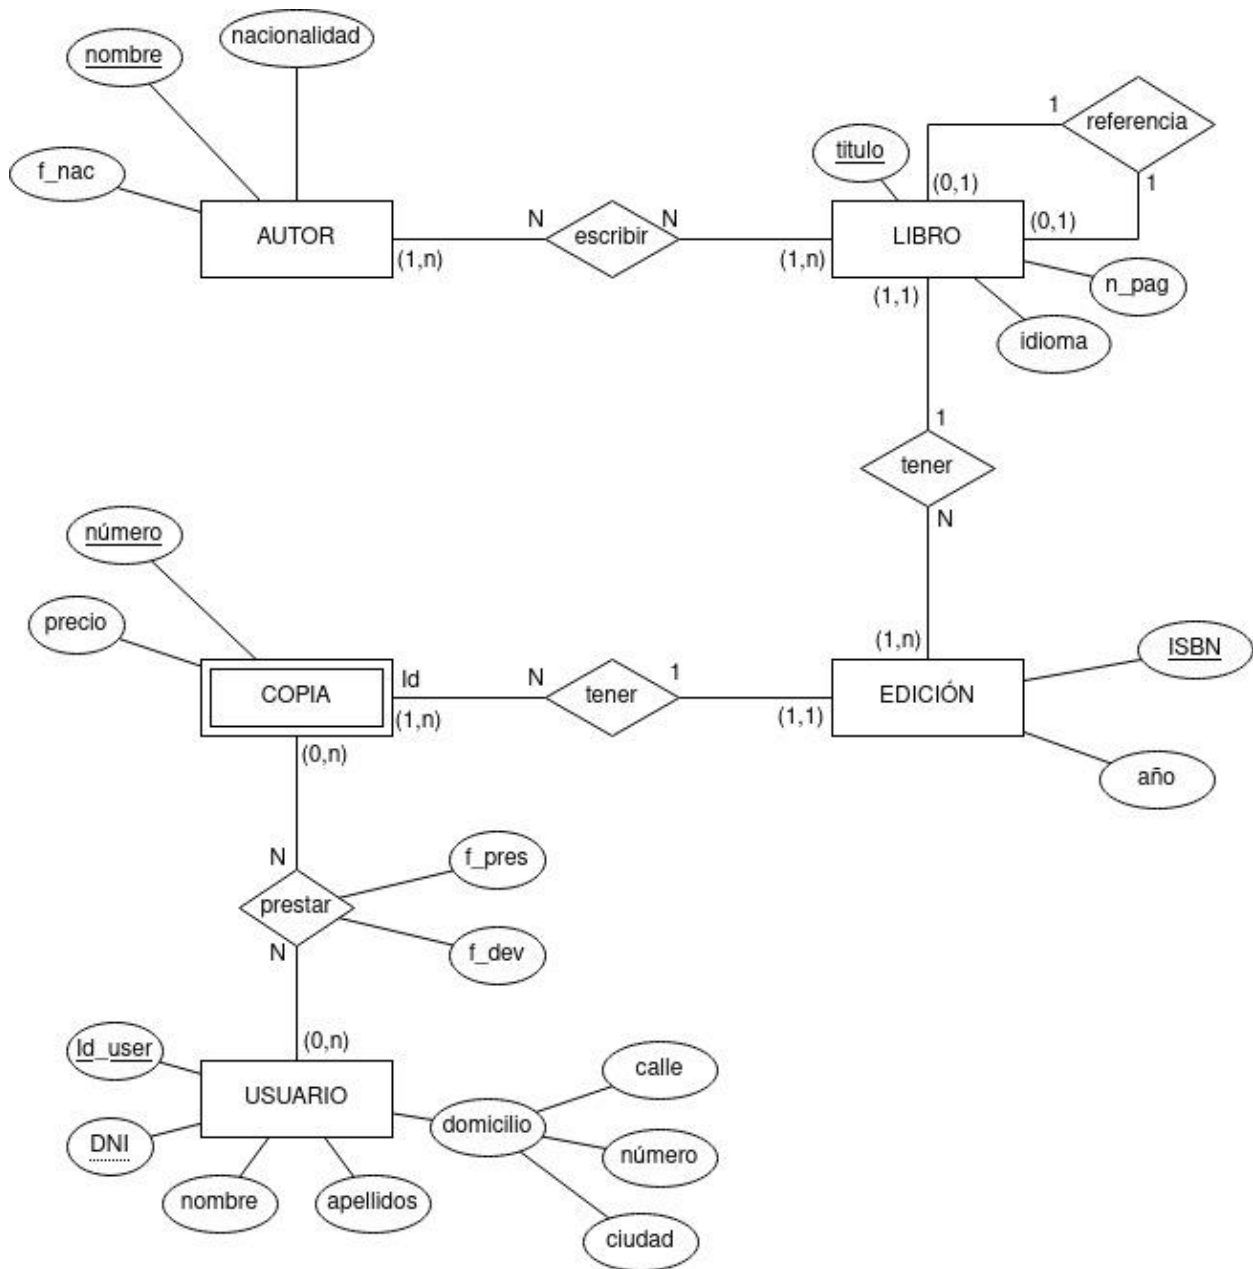 nacionalidad
nombre
f_nac
AUTOR
(1,n)
N
escribir
N
(1,n)
titulo
LIBRO
1
referencia
1
(0,1)
(0,1)
n_pag
idioma
(1,1)
1
tener
N
(1,n)
número
precio
COPIA
Id
(1,n)
N
tener
1
(1,1)
EDICIÓN
ISBN
año
(0,n)
N
prestar
N
f_pres
f_dev
(0,n)
Id_user
USUARIO
DNI
nombre
apellidos
domicilio
calle
número
ciudad